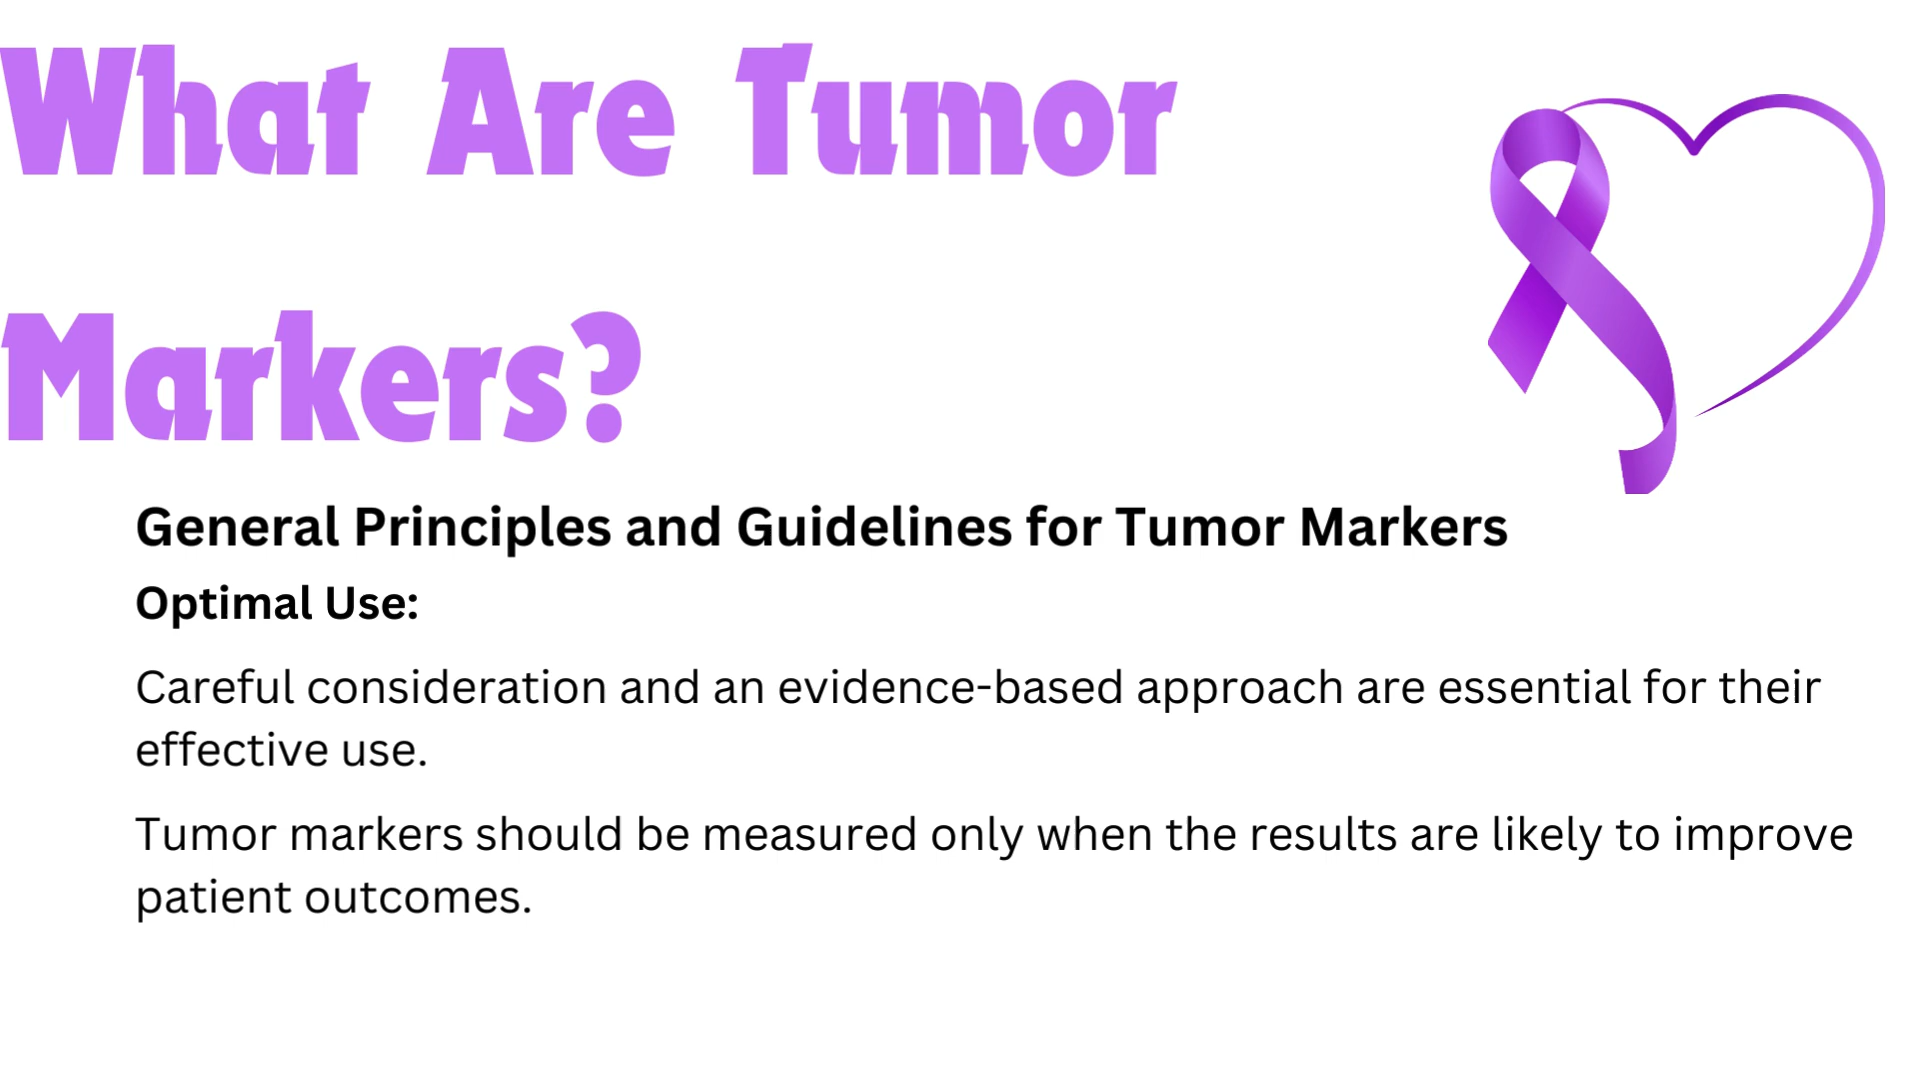 What Are Tumor
Markers?
General Principles and Guidelines for Tumor Markers
Optimal Use:
Careful consideration and an evidence-based approach are essential for their
effective use.
Tumor markers should be measured only when the results are likely to improve
patient outcomes.